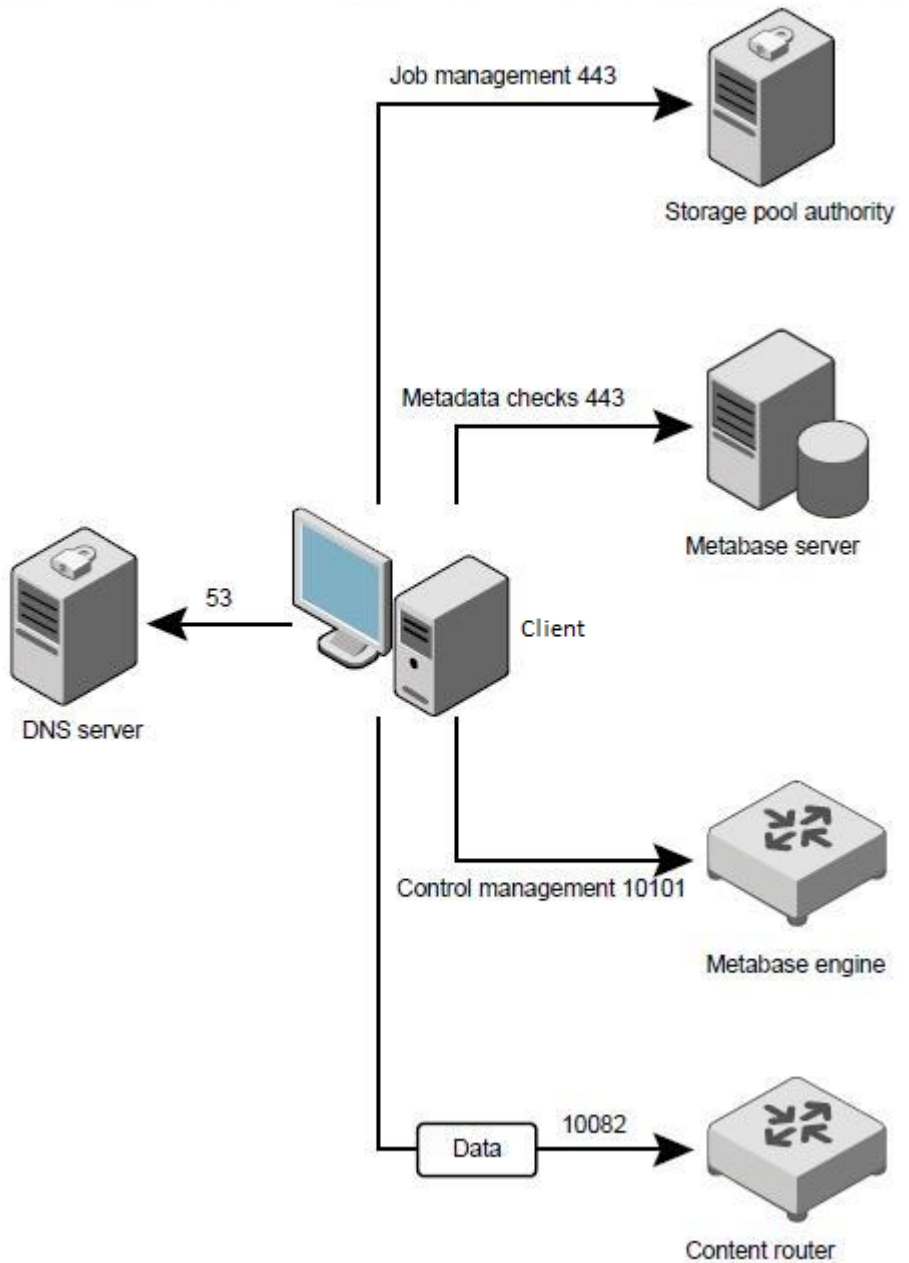 Job management 443
Storage pool authority
Metadata checks 443
Metabase server
53
Client
DNS server
Control management 10101
Metabase engine
10082
Data
Content router